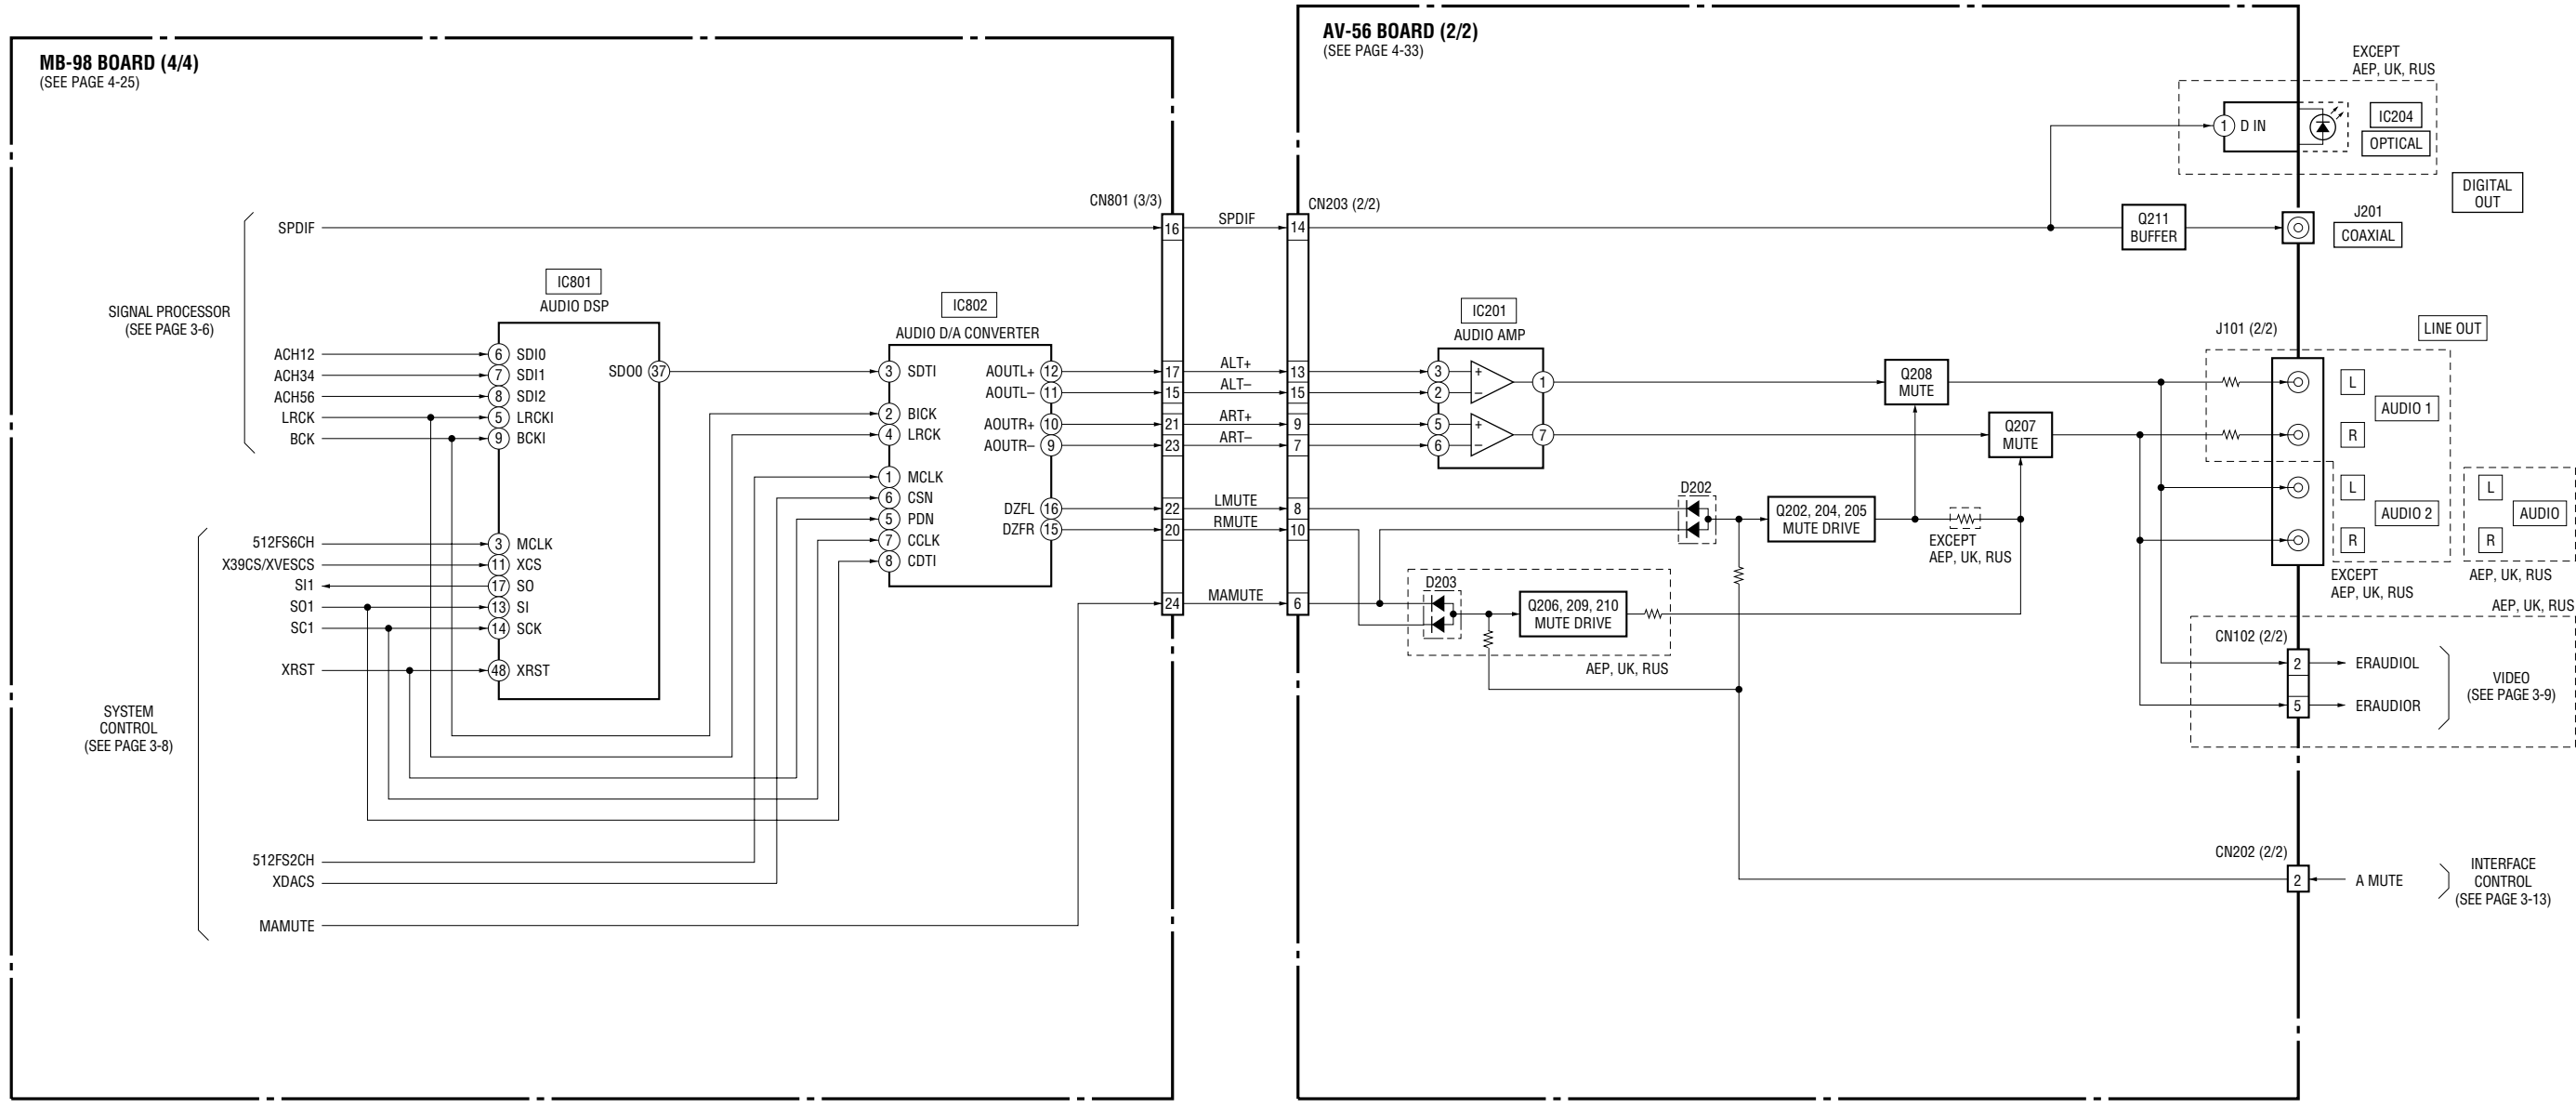 MB-98 BOARD (4/4)
(SEE PAGE 4-25)
AV-56 BOARD (2/2)
(SEE PAGE 4-33)
EXCEPT
AEP, UK, RUS
1 D IN
IC204
OPTICAL
DIGITAL
OUT
CN801 (3/3)
CN203 (2/2)
SPDIF
16
SPDIF
14
Q211
BUFFER
J201
COAXIAL
SIGNAL PROCESSOR
(SEE PAGE 3-6)
IC801
AUDIO DSP
IC802
AUDIO D/A CONVERTER
IC201
AUDIO AMP
J101 (2/2)
LINE OUT
ACH12
6 SDI0
ACH34
7 SDI1
ACH56
8 SDI2
LRCK
5 LRCKI
BCK
9 BCKI
SDO0 37
3 SDTI
2 BICK
4 LRCK
1 MCLK
6 CSN
5 PDN
7 CCLK
8 CDTI
AOUTL+ 12
AOUTL– 11
AOUTR+ 10
AOUTR– 9
DZFL 16
DZFR 15
17 ALT+ 13
15 ALT– 15
21 ART+ 9
23 ART– 7
22 LMUTE 8
20 RMUTE 10
24 MAMUTE 6
3 +
2 –
1
5 +
6 –
7
Q208
MUTE
Q207
MUTE
L
AUDIO 1
R
L
AUDIO 2
R
L
AUDIO
R
EXCEPT
AEP, UK, RUS
AEP, UK, RUS
D202
Q202, 204, 205
MUTE DRIVE
EXCEPT
AEP, UK, RUS
D203
Q206, 209, 210
MUTE DRIVE
AEP, UK, RUS
AEP, UK, RUS
CN102 (2/2)
2 ERAUDIOL
5 ERAUDIOR
VIDEO
(SEE PAGE 3-9)
SYSTEM
CONTROL
(SEE PAGE 3-8)
512FS6CH
3 MCLK
X39CS/XVESCS
11 XCS
SI1
17 SO
SO1
13 SI
SC1
14 SCK
XRST
48 XRST
512FS2CH
XDACS
MAMUTE
CN202 (2/2)
2 A MUTE
INTERFACE
CONTROL
(SEE PAGE 3-13)